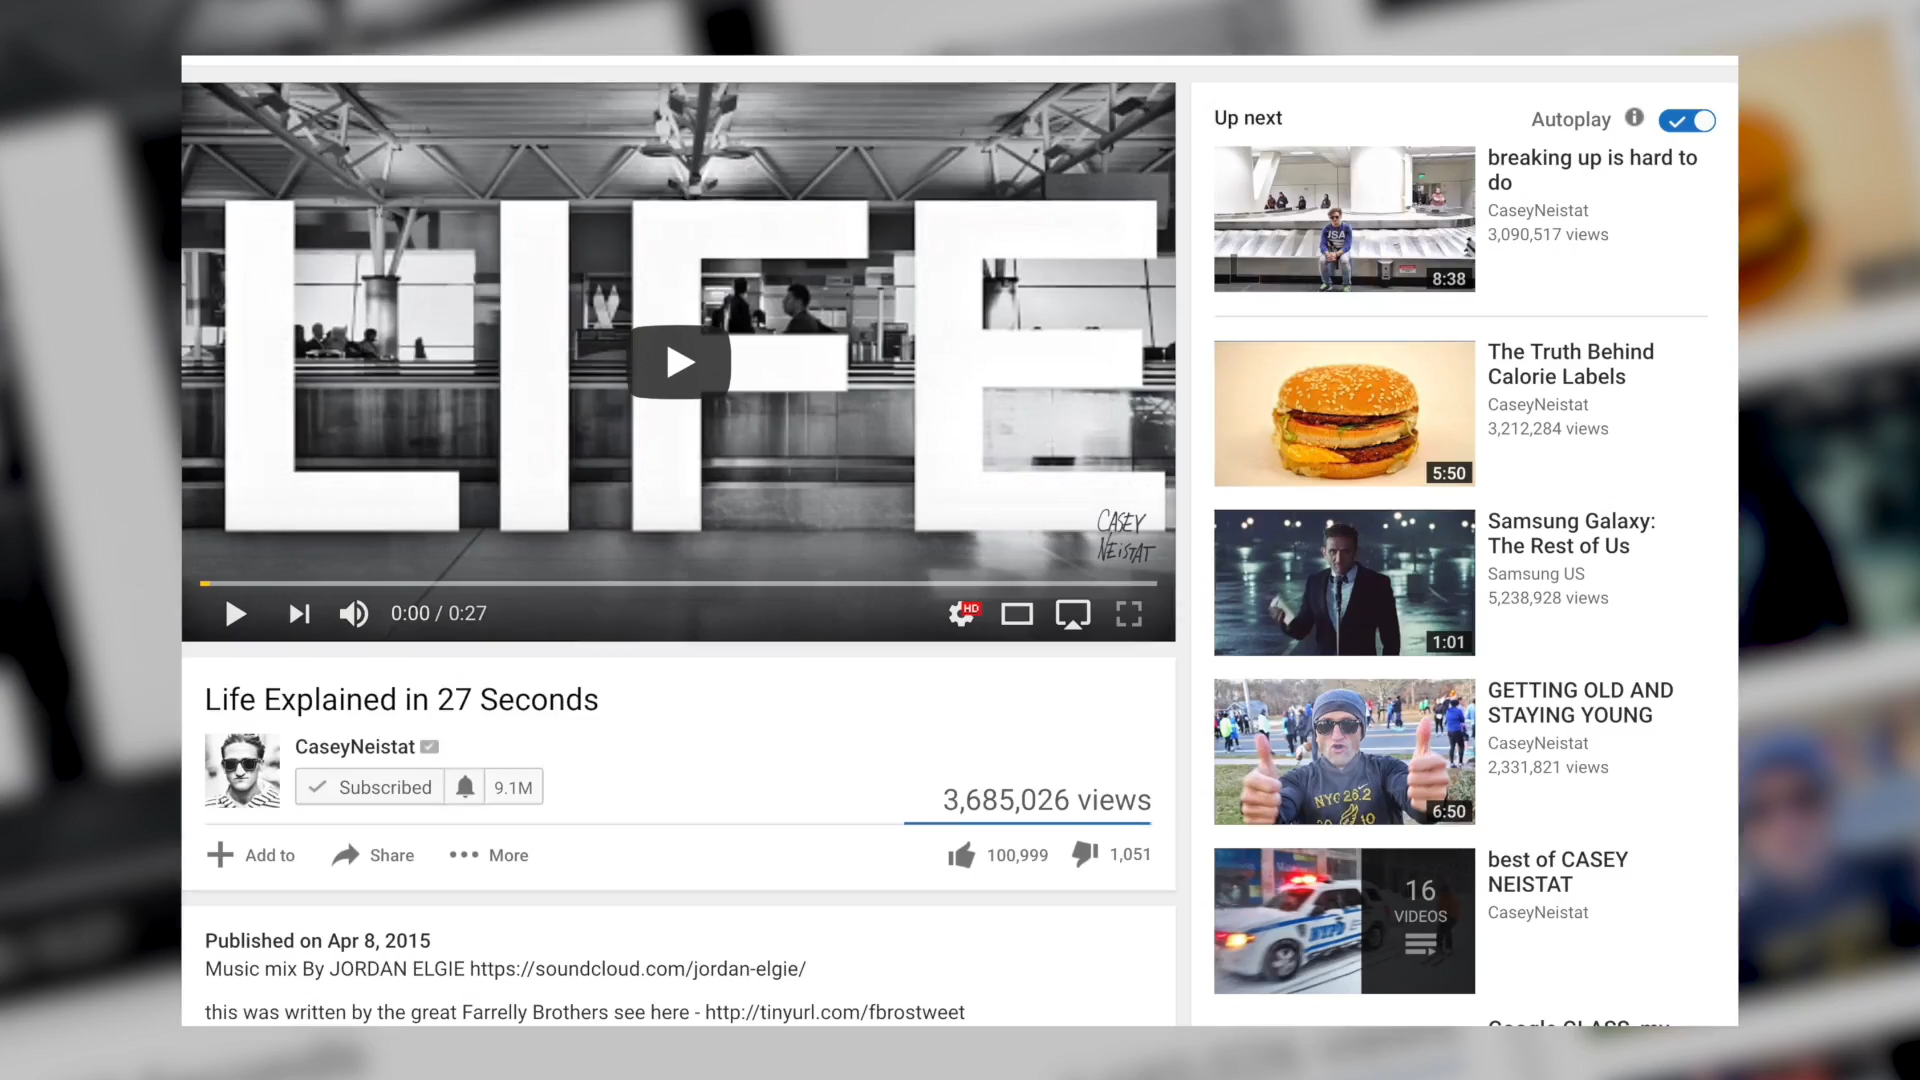 LIFE
CASEY
NEISTAT
0:00 / 0:27
HD
Life Explained in 27 Seconds
CaseyNeistat
Subscribed 9.1M
3,685,026 views
Add to Share More 100,999 1,051
Published on Apr 8, 2015
Music mix By JORDAN ELGIE https://soundcloud.com/jordan-elgie/
this was written by the great Farrelly Brothers see here - http://tinyurl.com/fbrostweet
Up next Autoplay
breaking up is hard to
do
CaseyNeistat
3,090,517 views
USA
8:38
The Truth Behind
Calorie Labels
CaseyNeistat
3,212,284 views
5:50
Samsung Galaxy:
The Rest of Us
Samsung US
5,238,928 views
1:01
GETTING OLD AND
STAYING YOUNG
CaseyNeistat
2,331,821 views
NYC 26.2
6:50
best of CASEY
NEISTAT
CaseyNeistat
NYPD
16
VIDEOS